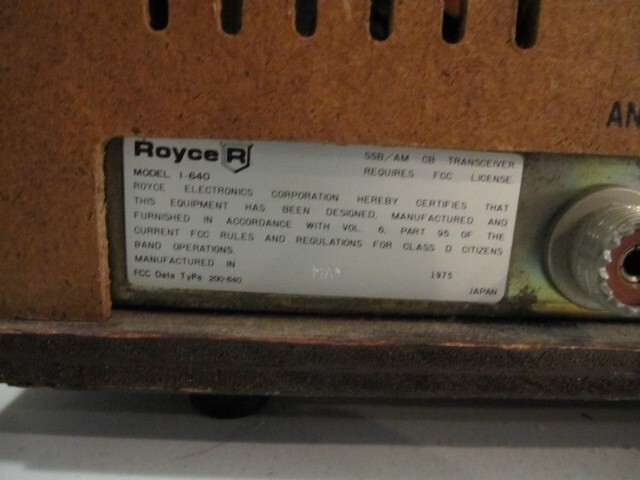 AN
Royce R
SSB/AM CB TRANSCEIVER
MODEL 1-640
REQUIRES FCC LICENSE.
ROYCE ELECTRONICS CORPORATION HEREBY CERTIFIES THAT
THIS EQUIPMENT HAS BEEN DESIGNED, MANUFACTURED AND
FURNISHED IN ACCORDANCE WITH VOL. 6, PART 95 OF THE
CURRENT FCC RULES AND REGULATIONS FOR CLASS D CITIZENS
BAND OPERATIONS.
MANUFACTURED IN 1975
FCC Data TyPe 200-640 JAPAN